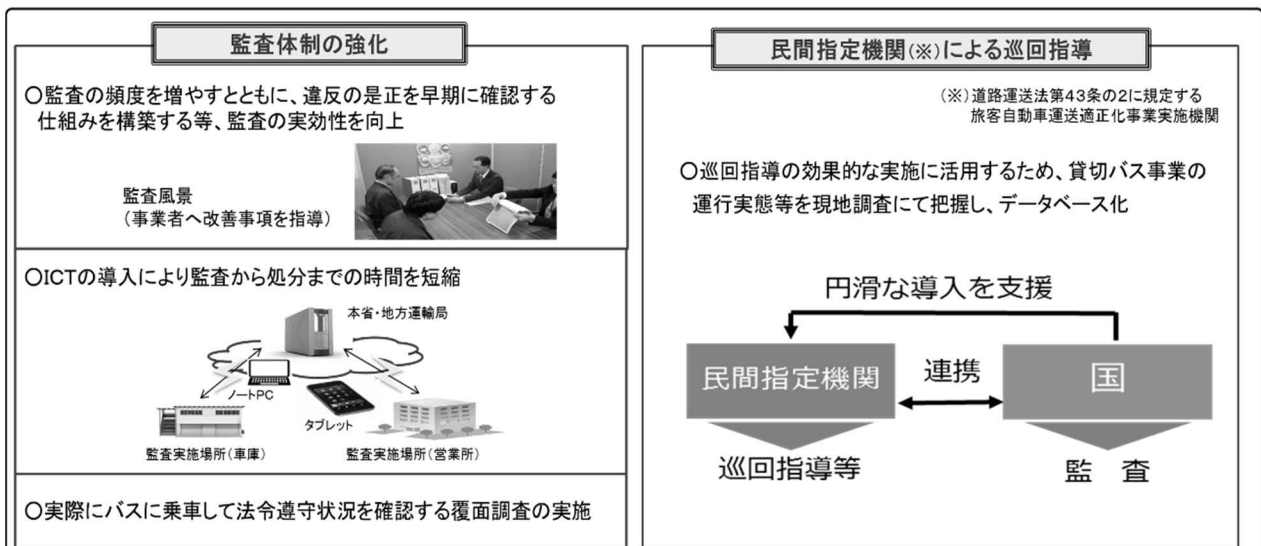 監査体制の強化
〇監査の頻度を増やすとともに、違反の是正を早期に確認する
仕組みを構築する等、監査の実効性を向上
監査風景
(事業者へ改善事項を指導)
〇ICTの導入により監査から処分までの時間を短縮
本省・地方運輸局
ノートPC
タブレット
監査実施場所(車庫)
監査実施場所(営業所)
〇実際にバスに乗車して法令遵守状況を確認する覆面調査の実施
民間指定機関(※)による巡回指導
(※)道路運送法第43条の2に規定する
旅客自動車運送適正化事業実施機関
〇巡回指導の効果的な実施に活用するため、貸切バス事業の
運行実態等を現地調査にて把握し、データベース化
円滑な導入を支援
民間指定機関
連携
国
巡回指導等
監 査